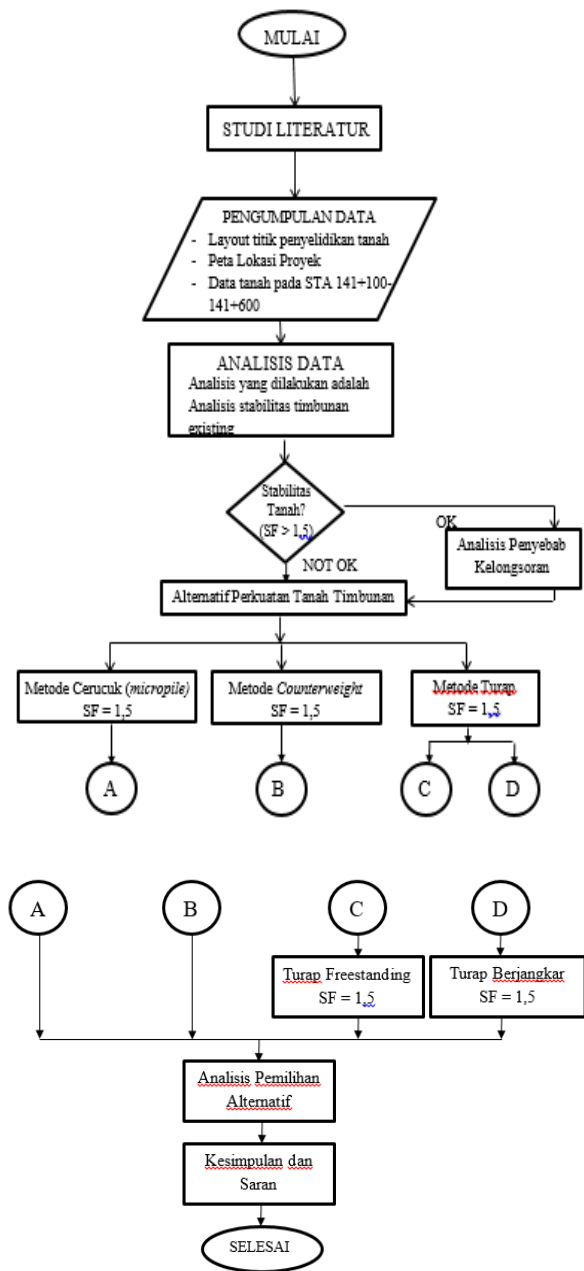 MULAI
STUDI LITERATUR
PENGUMPULAN DATA
- Layout titik penyelidikan tanah
- Peta Lokasi Proyek
- Data tanah pada STA 141+100-
141+600
ANALISIS DATA
Analisis yang dilakukan adalah
Analisis stabilitas timbunan
existing
Stabilitas
Tanah?
(SF > 1,5)
OK
Analisis Penyebab
Kelongsoran
NOT OK
Alternatif Perkuatan Tanah Timbunan
Metode Cerucuk (micropile)
SF = 1,5
Metode Counterweight
SF = 1,5
Metode Turap
SF = 1,5
A
B
C
D
A
B
C
D
Turap Freestanding
SF = 1,5
Turap Berjangkar
SF = 1,5
Analisis Pemilihan
Alternatif
Kesimpulan dan
Saran
SELESAI